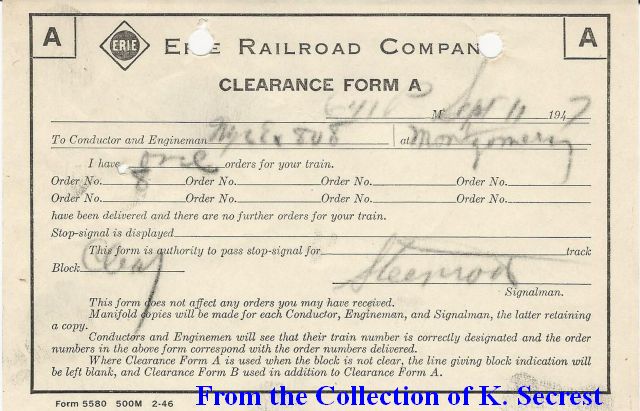 A ERIE ERIE RAILROAD COMPANY A
CLEARANCE FORM A
M Sept 11 1947
To Conductor and Engineman Ex 808 at Montgomery
I have orders for your train.
Order No. Order No. Order No. Order No.
Order No. Order No. Order No. Order No.
have been delivered and there are no further orders for your train.
Stop-signal is displayed
This form is authority to pass stop-signal for track
Block Clear Steenrod
Signalman.
This form does not affect any orders you may have received.
Manifold copies will be made for each Conductor, Engineman, and Signalman, the latter retaining
a copy.
Conductors and Enginemen will see that their train number is correctly designated and the order
numbers in the above form correspond with the order numbers delivered.
Where Clearance Form A is used when the block is not clear, the line giving block indication will
be left blank, and Clearance Form B used in addition to Clearance Form A.
Form 5580 500M 2-46
From the Collection of K. Secrest